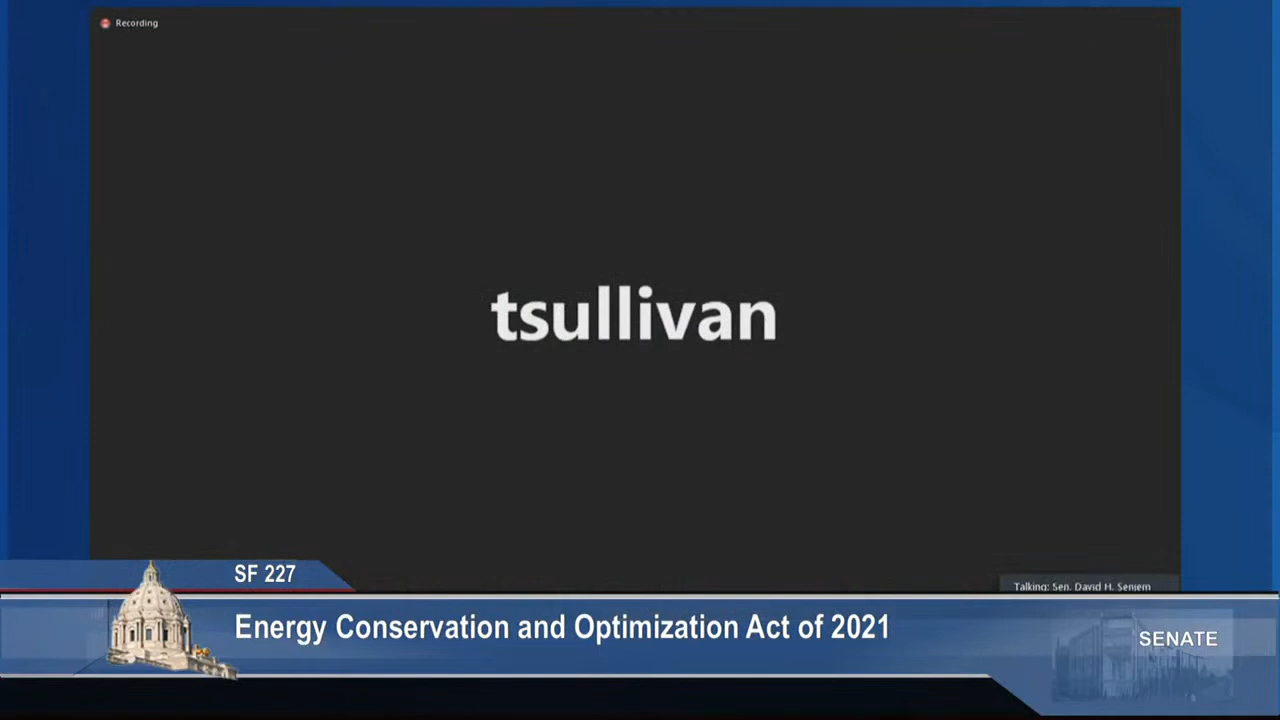 Recording
tsullivan
Talking: Sen. David H. Senjem
SF 227
Energy Conservation and Optimization Act of 2021
SENATE